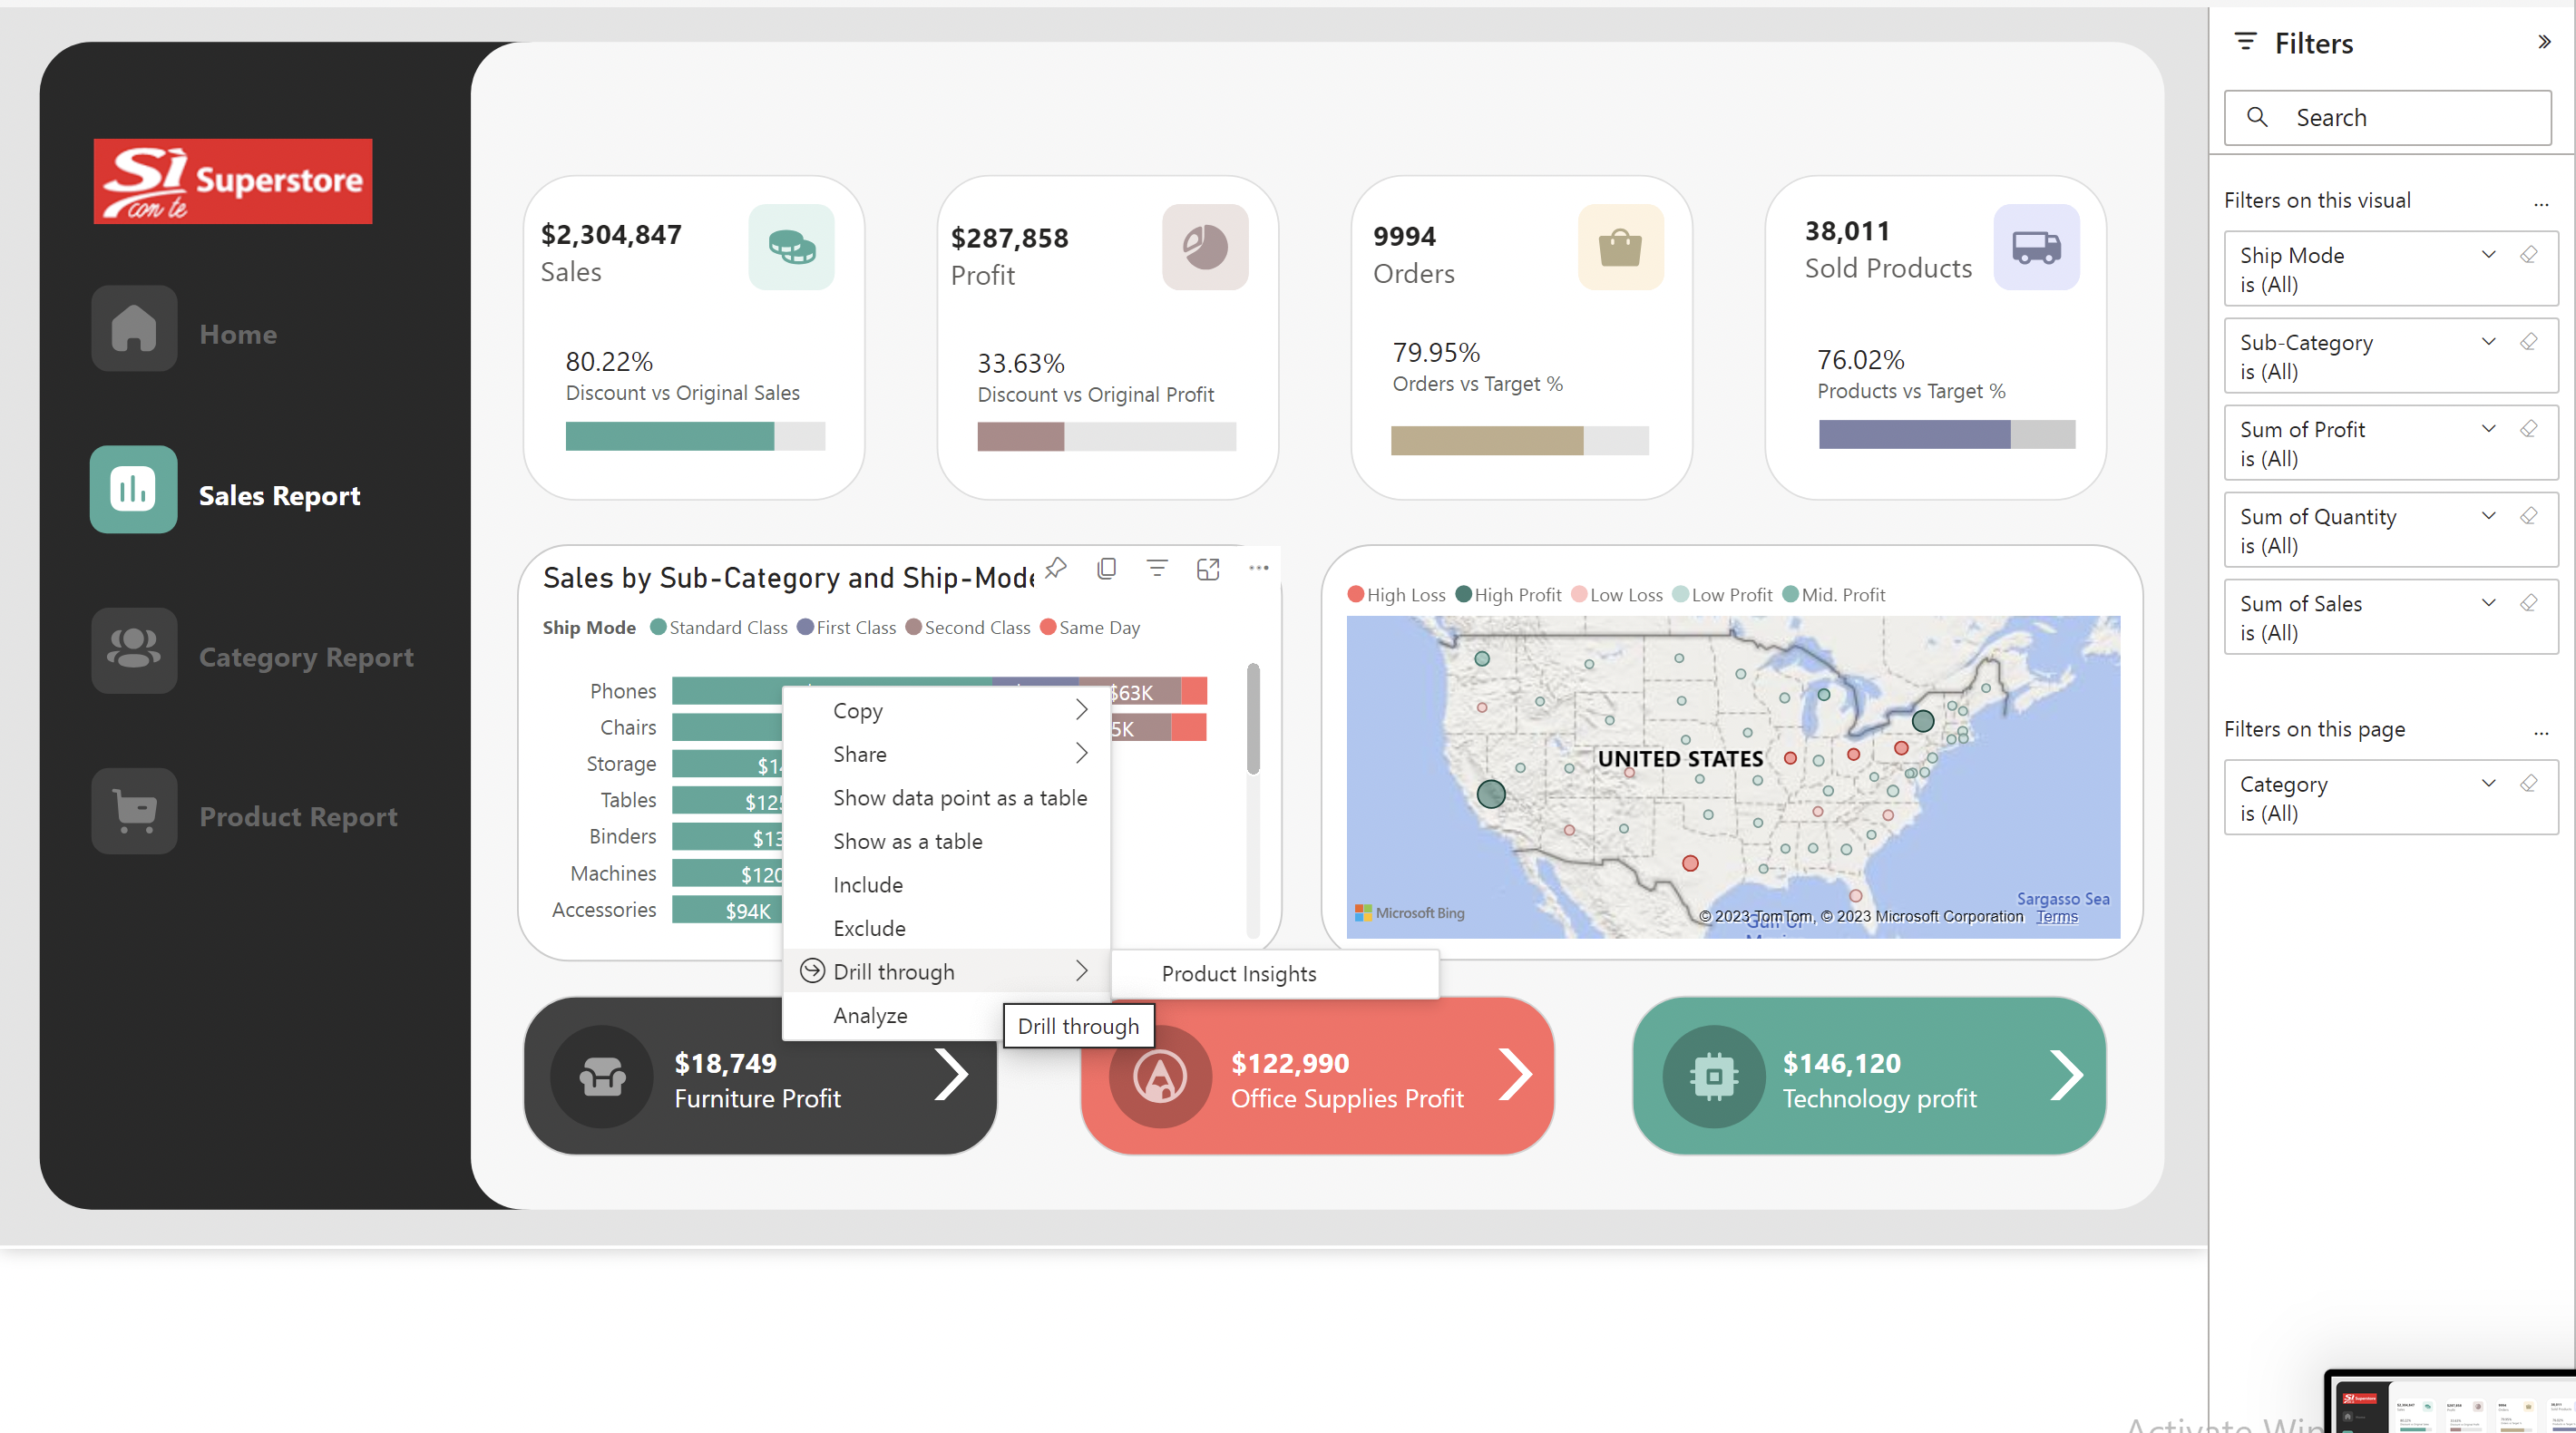 Sì
con te
Superstore
Home
Sales Report
Category Report
Product Report
$2,304,847
Sales
80.22%
Discount vs Original Sales
$287,858
Profit
33.63%
Discount vs Original Profit
9994
Orders
79.95%
Orders vs Target %
38,011
Sold Products
76.02%
Products vs Target %
Sales by Sub-Category and Ship-Mode
Ship Mode Standard Class First Class Second Class Same Day
Phones $63K
Chairs 5K
Storage
Tables
Binders
Machines
Accessories $94K
Copy
Share
Show data point as a table
Show as a table
Include
Exclude
Drill through
Analyze
Product Insights
Drill through
High Loss High Profit Low Loss Low Profit Mid. Profit
UNITED STATES
Sargasso Sea
Microsoft Bing
© 2023 TomTom, © 2023 Microsoft Corporation Terms
$18,749
Furniture Profit
$122,990
Office Supplies Profit
$146,120
Technology profit
Filters
Search
Filters on this visual ...
Ship Mode
is (All)
Sub-Category
is (All)
Sum of Profit
is (All)
Sum of Quantity
is (All)
Sum of Sales
is (All)
Filters on this page ...
Category
is (All)
Activate Win